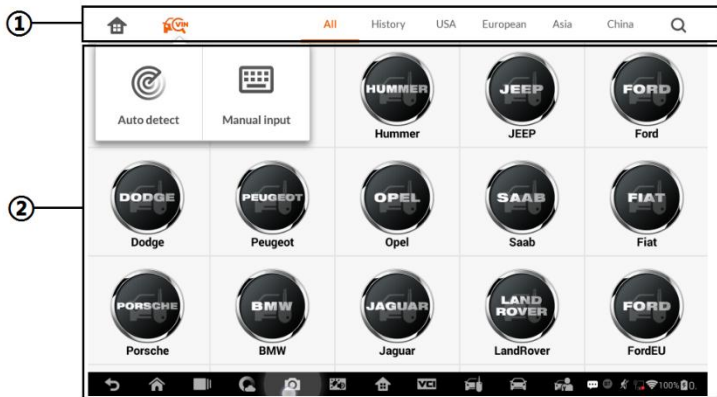 ①
VIN
All History USA European Asia China
②
Auto detect Manual input
HUMMER JEEP FORD
Hummer JEEP Ford
DODGE PEUGEOT OPEL SAAB FIAT
Dodge Peugeot Opel Saab Fiat
PORSCHE BMW JAGUAR LAND ROVER FORD
Porsche BMW Jaguar LandRover FordEU
VCI 100% 0.